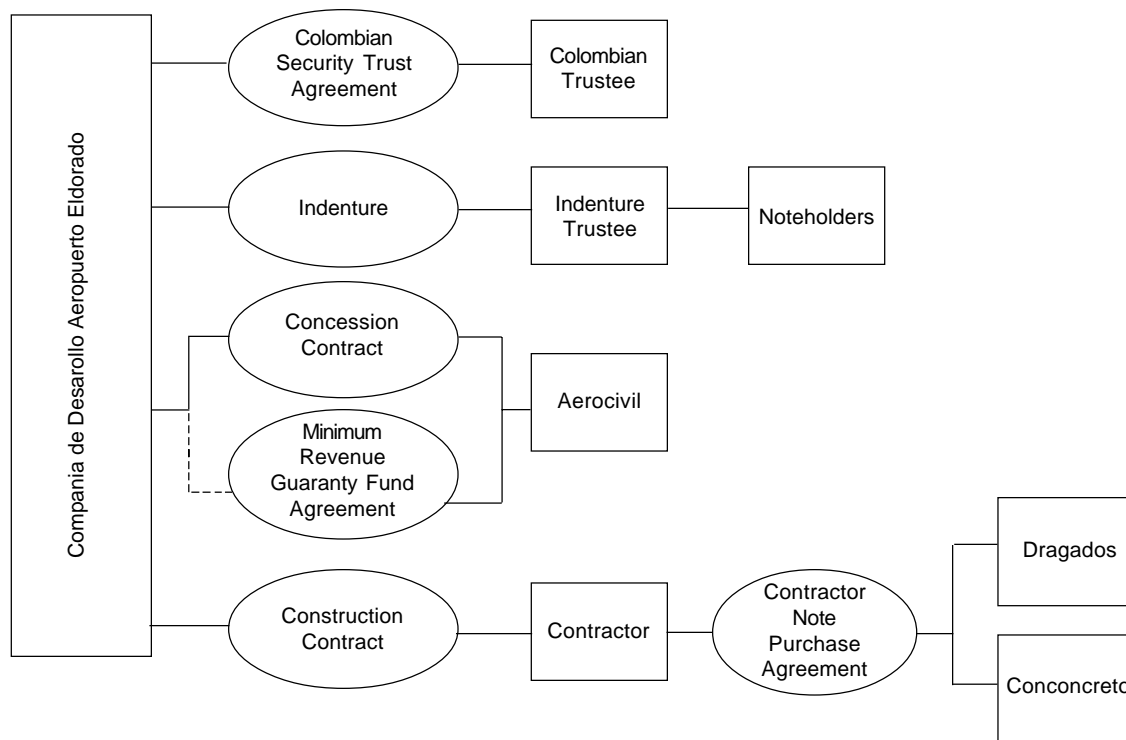 Compania de Desarollo Aeropuerto Eldorado
Colombian
Security Trust
Agreement
Colombian
Trustee
Indenture
Indenture
Trustee
Noteholders
Concession
Contract
Minimum
Revenue
Guaranty Fund
Agreement
Aerocivil
Construction
Contract
Contractor
Contractor
Note
Purchase
Agreement
Dragados
Conconcreto